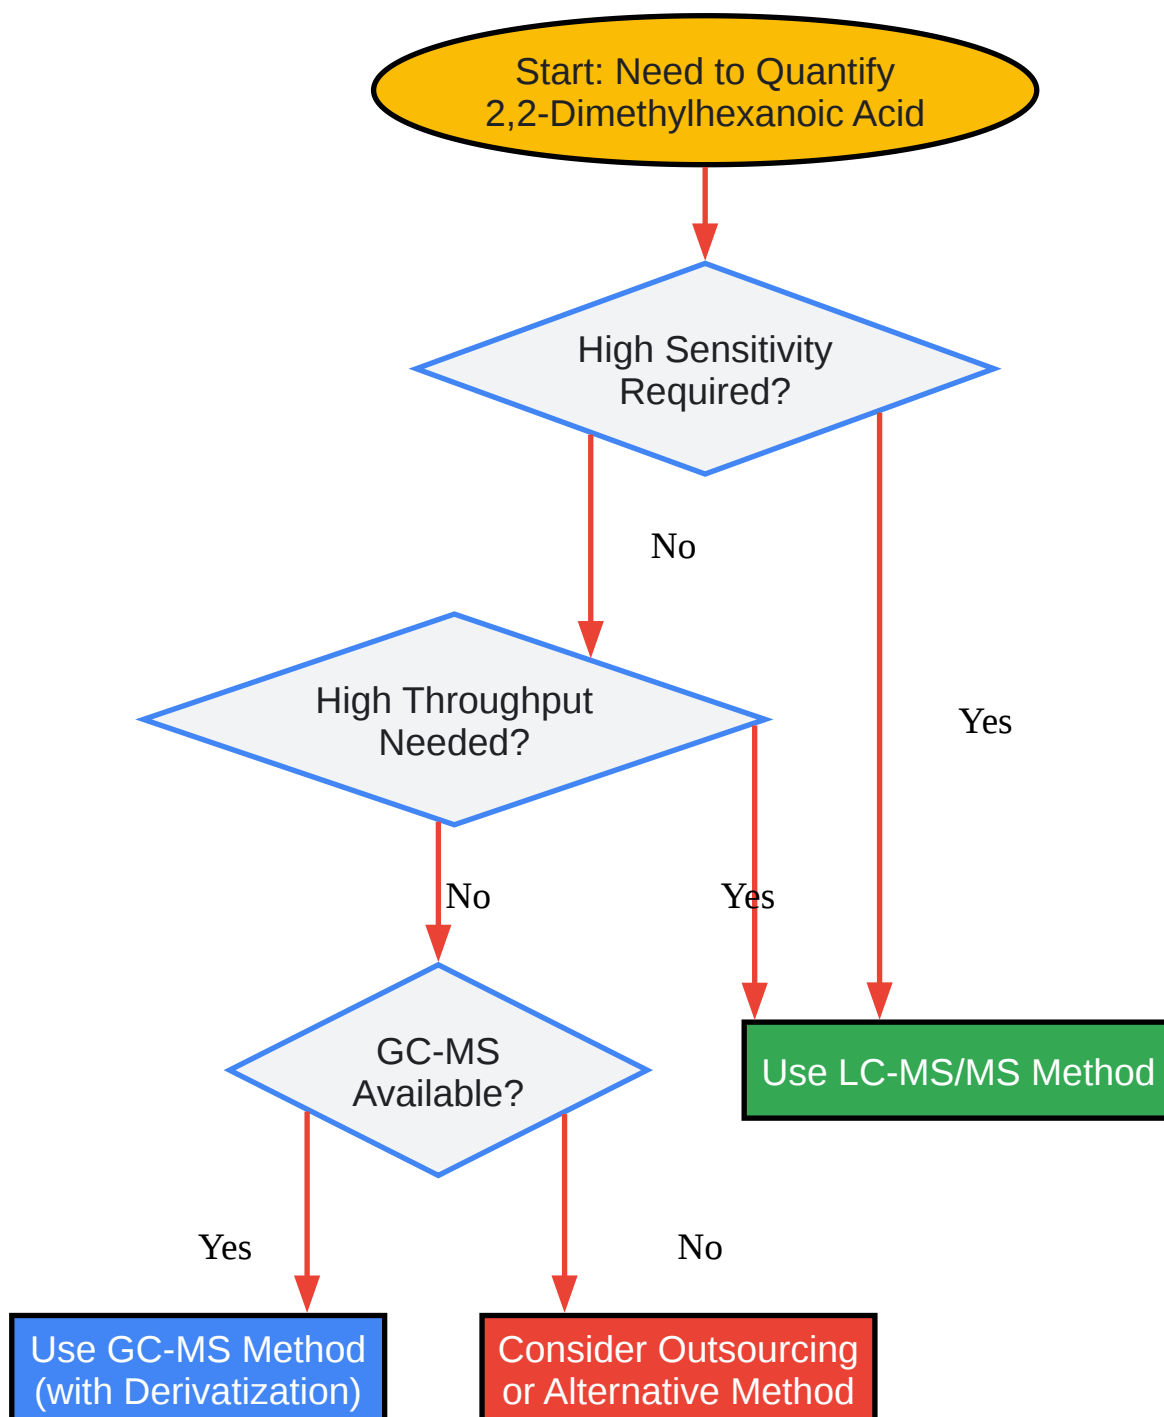 Start: Need to Quantify
2,2-Dimethylhexanoic Acid
High Sensitivity
Required?
No
High Throughput
Needed?
Yes
No
Yes
GC-MS
Available?
Use LC-MS/MS Method
Yes
No
Use GC-MS Method
(with Derivatization)
Consider Outsourcing
or Alternative Method